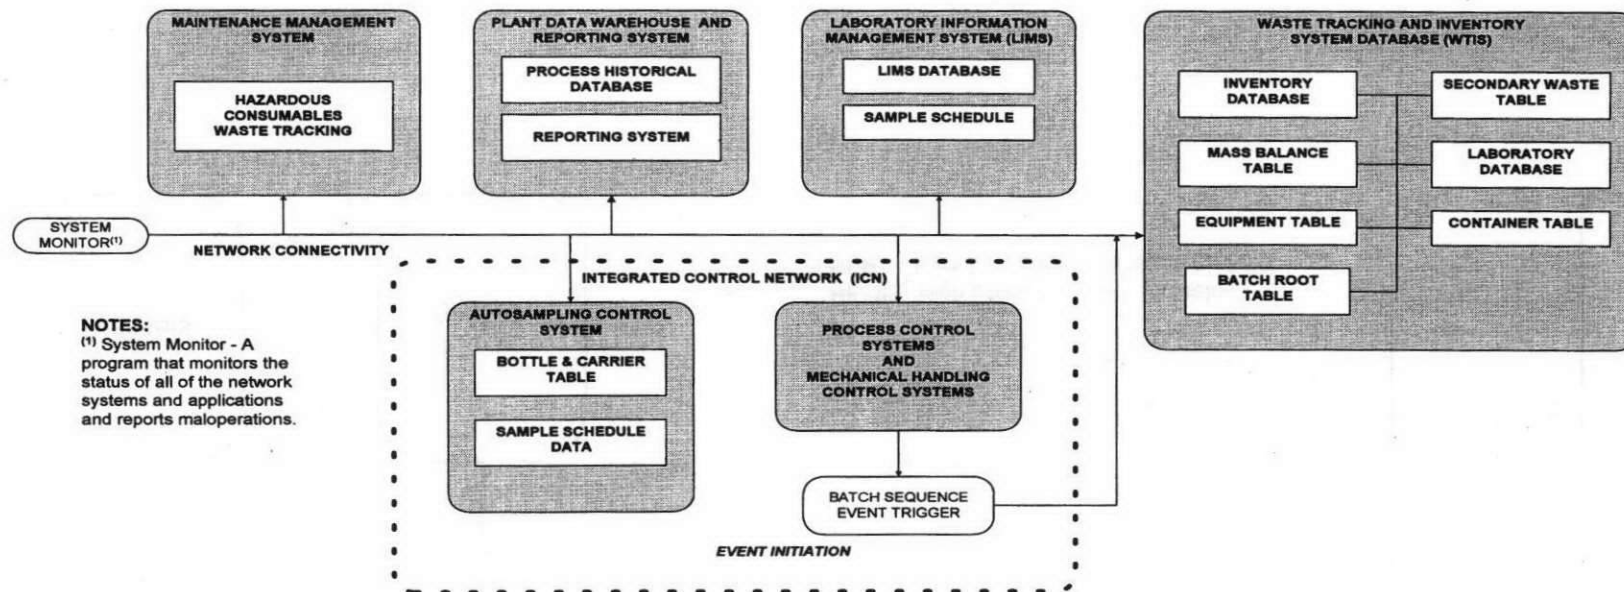 MAINTENANCE MANAGEMENT
SYSTEM
HAZARDOUS
CONSUMABLES
WASTE TRACKING
PLANT DATA WAREHOUSE AND
REPORTING SYSTEM
PROCESS HISTORICAL
DATABASE
REPORTING SYSTEM
LABORATORY INFORMATION
MANAGEMENT SYSTEM (LIMS)
LIMS DATABASE
SAMPLE SCHEDULE
WASTE TRACKING AND INVENTORY
SYSTEM DATABASE (WTIS)
INVENTORY
DATABASE
SECONDARY WASTE
TABLE
MASS BALANCE
TABLE
LABORATORY
DATABASE
EQUIPMENT TABLE
CONTAINER TABLE
BATCH ROOT
TABLE
SYSTEM
MONITOR(1)
NETWORK CONNECTIVITY
INTEGRATED CONTROL NETWORK (ICN)
AUTOSAMPLING CONTROL
SYSTEM
BOTTLE & CARRIER
TABLE
SAMPLE SCHEDULE
DATA
PROCESS CONTROL
SYSTEMS
AND
MECHANICAL HANDLING
CONTROL SYSTEMS
BATCH SEQUENCE
EVENT TRIGGER
EVENT INITIATION
NOTES:
(1) System Monitor - A
program that monitors the
status of all of the network
systems and applications
and reports maloperations.